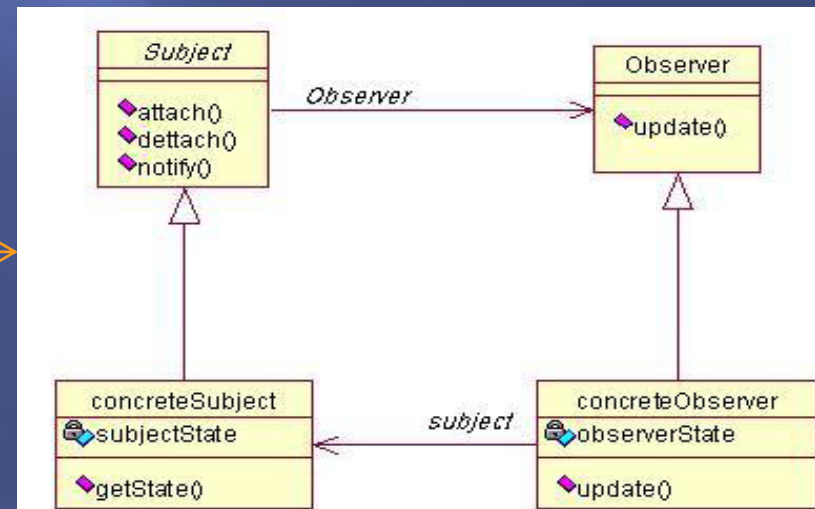 Subject
attach()
dettach()
notify()
Observer
Observer
update()
concreteSubject
subjectState
getState()
subject
concreteObserver
observerState
update()